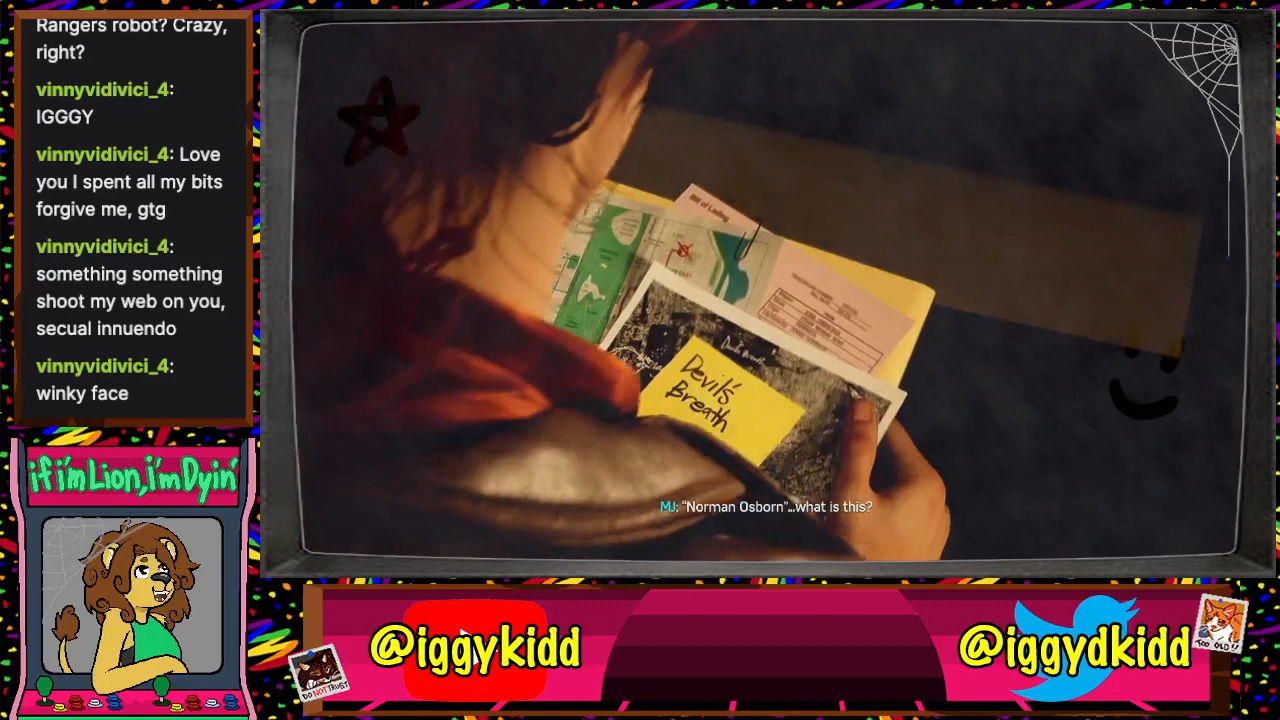 Rangers robot? Crazy,
right?
vinnyvidivici_4:
IGGGY
vinnyvidivici_4: Love
you I spent all my bits
forgive me, gtg
vinnyvidivici_4:
something something
shoot my web on you,
secual innuendo
vinnyvidivici_4:
winky face
if i'm Lion, i'm Dyin'
Bill of Lading
Devil's
Breath
MJ: "Norman Osborn"...what is this?
@iggykidd
@iggydkidd
DO NOT TRUST
TOO OLD!!